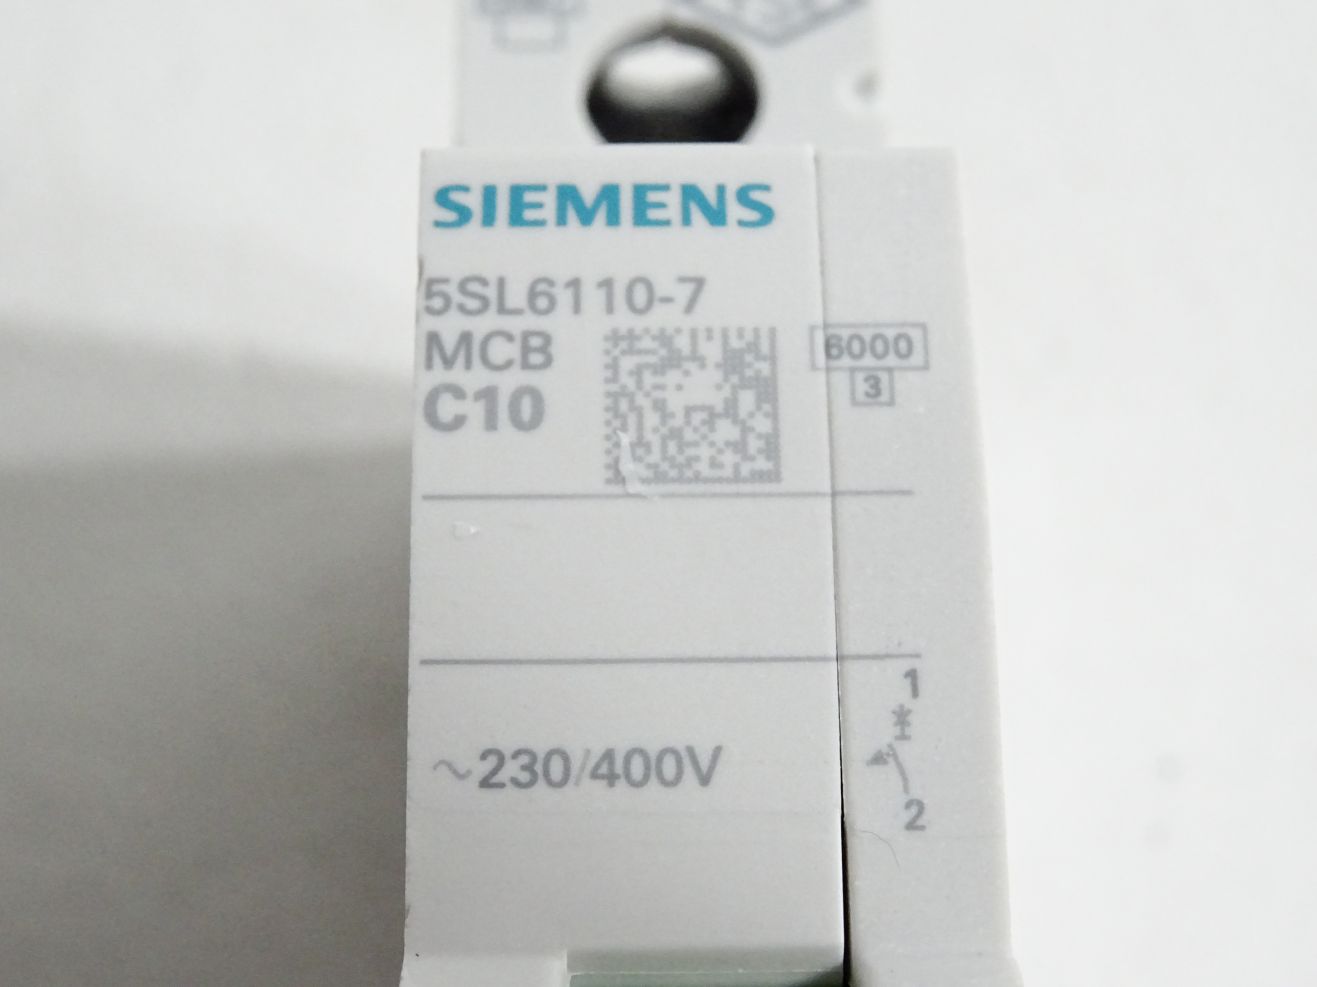 SIEMENS
5SL6110-7
MCB
C10
6000
3
1
~230/400V
2